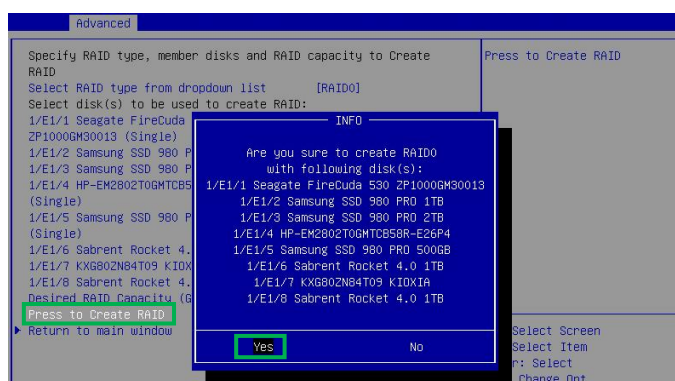 Advanced
Specify RAID type, member disks and RAID capacity to Create
RAID
Select RAID type from dropdown list [RAID0]
Select disk(s) to be used to create RAID:
1/E1/1 Seagate FireCuda
ZP1000GM30013 (Single)
1/E1/2 Samsung SSD 980 P
1/E1/3 Samsung SSD 980 P
1/E1/4 HP-EM2802T0GMTCB5
(Single)
1/E1/5 Samsung SSD 980 P
(Single)
1/E1/6 Sabrent Rocket 4.
1/E1/7 KXG80ZN84T09 KIOX
1/E1/8 Sabrent Rocket 4.
Desired RAID Capacity (G
Press to Create RAID
Return to main window
INFO
Are you sure to create RAID0
with following disk(s):
1/E1/1 Seagate FireCuda 530 ZP1000GM30013
1/E1/2 Samsung SSD 980 PRO 1TB
1/E1/3 Samsung SSD 980 PRO 2TB
1/E1/4 HP-EM2802T0GMTCB58R-E26P4
1/E1/5 Samsung SSD 980 PRO 500GB
1/E1/6 Sabrent Rocket 4.0 1TB
1/E1/7 KXG80ZN84T09 KIOXIA
1/E1/8 Sabrent Rocket 4.0 1TB
Yes No
Press to Create RAID
Select Screen
Select Item
r: Select
Change Opt